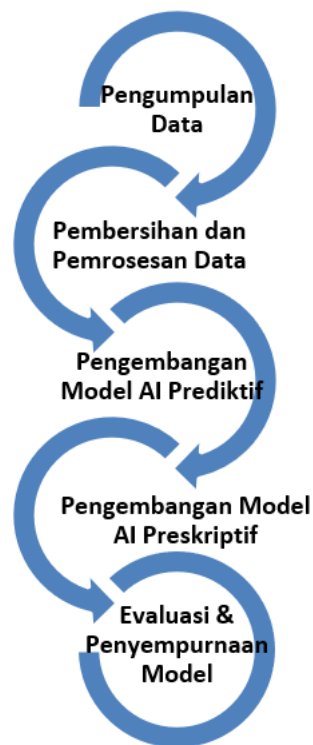 Pengumpulan
Data
Pembersihan dan
Pemrosesan Data
Pengembangan
Model AI Prediktif
Pengembangan Model
AI Preskriptif
Evaluasi &
Penyempurnaan
Model